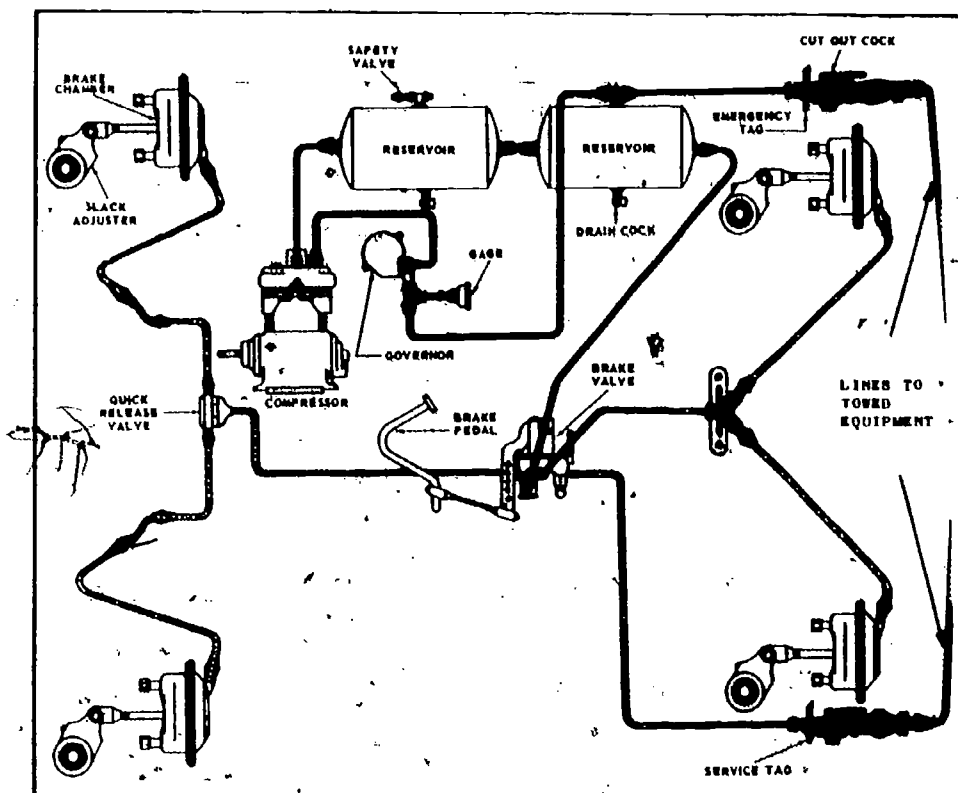 SAFETY
VALVE
CUT OUT COCK
BRAKE
CHAMBER
EMERGENCY
TAG
RESERVOIR
RESERVOIR
SLACK
ADJUSTER
DRAIN COCK
GAGE
GOVERNOR
BRAKE
VALVE
LINES TO
TOWED
EQUIPMENT
QUICK
RELEASE
VALVE
COMPRESSOR
BRAKE
PEDAL
SERVICE TAG